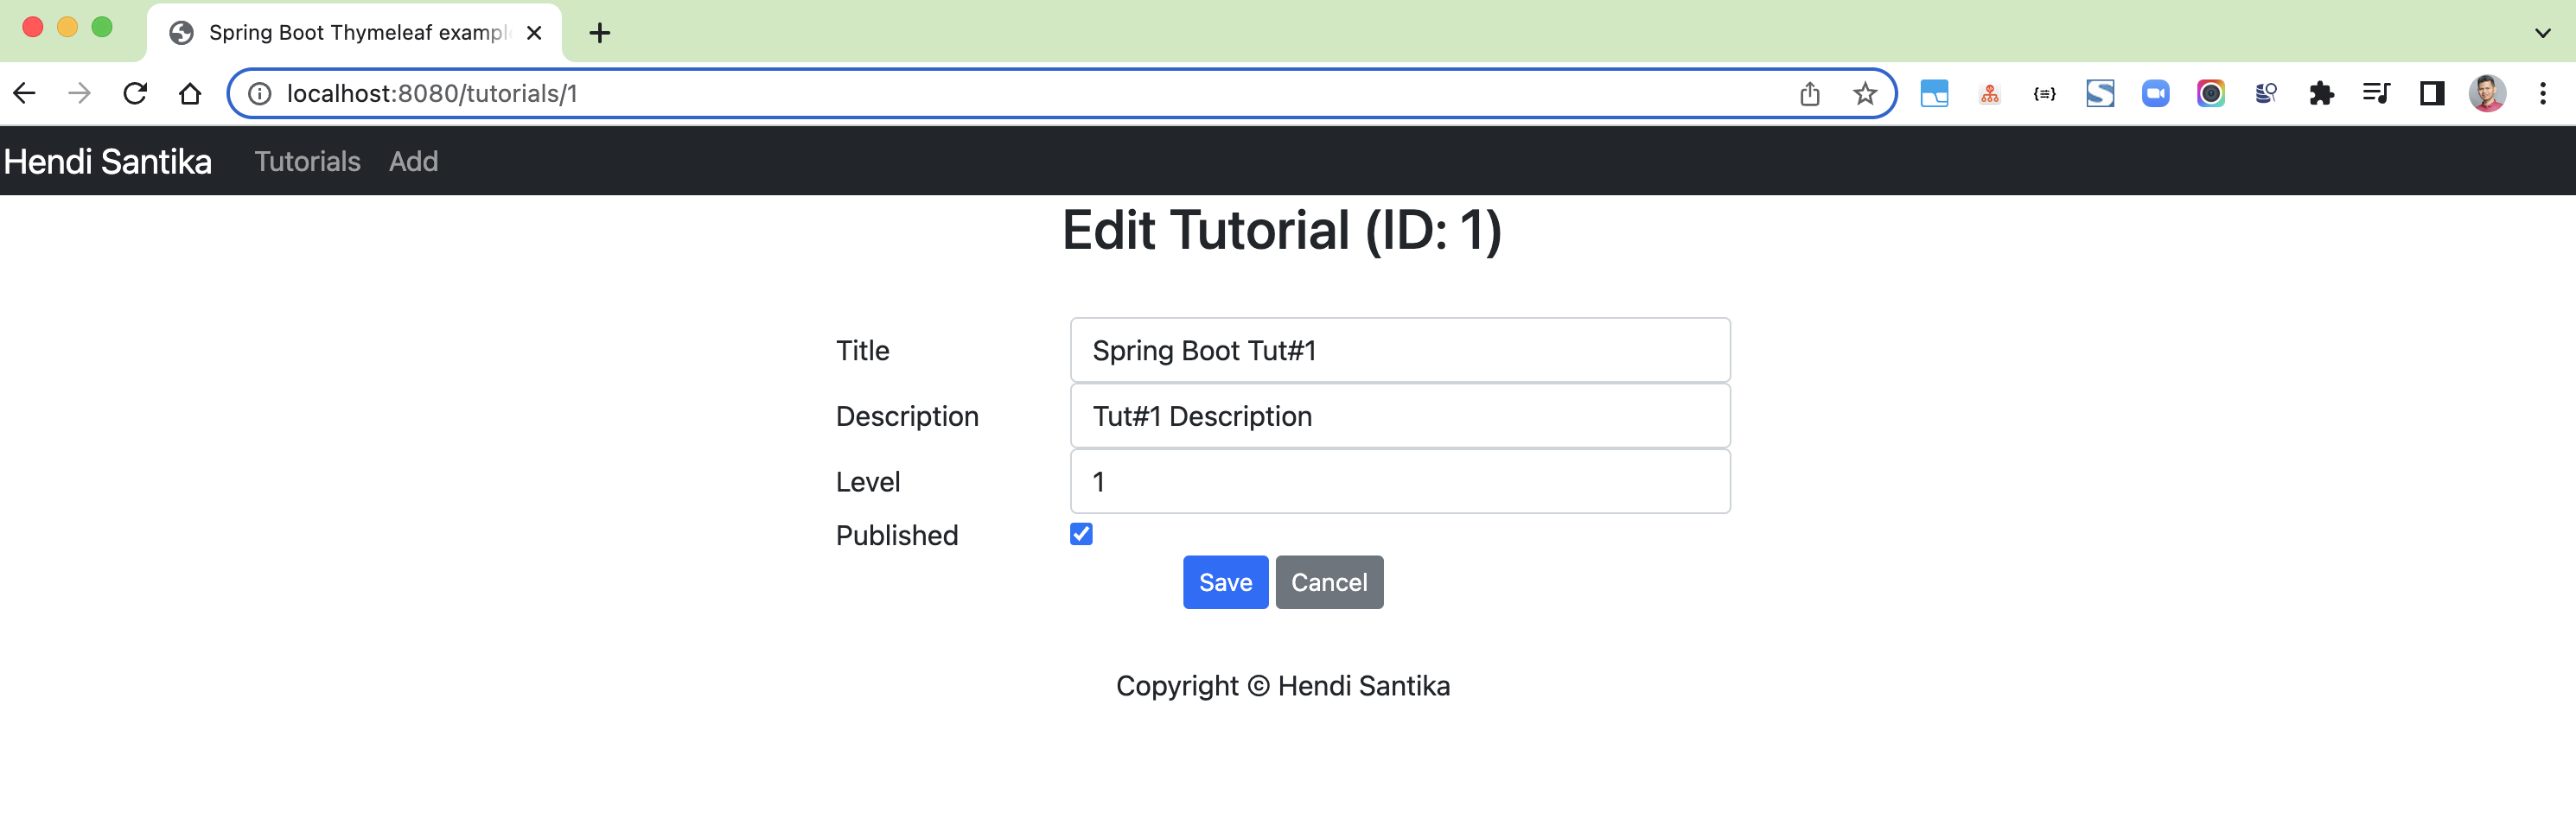 Spring Boot Thymeleaf example
localhost:8080/tutorials/1
Hendi Santika Tutorials Add
Edit Tutorial (ID: 1)
Title Spring Boot Tut#1
Description Tut#1 Description
Level 1
Published
Save Cancel
Copyright © Hendi Santika